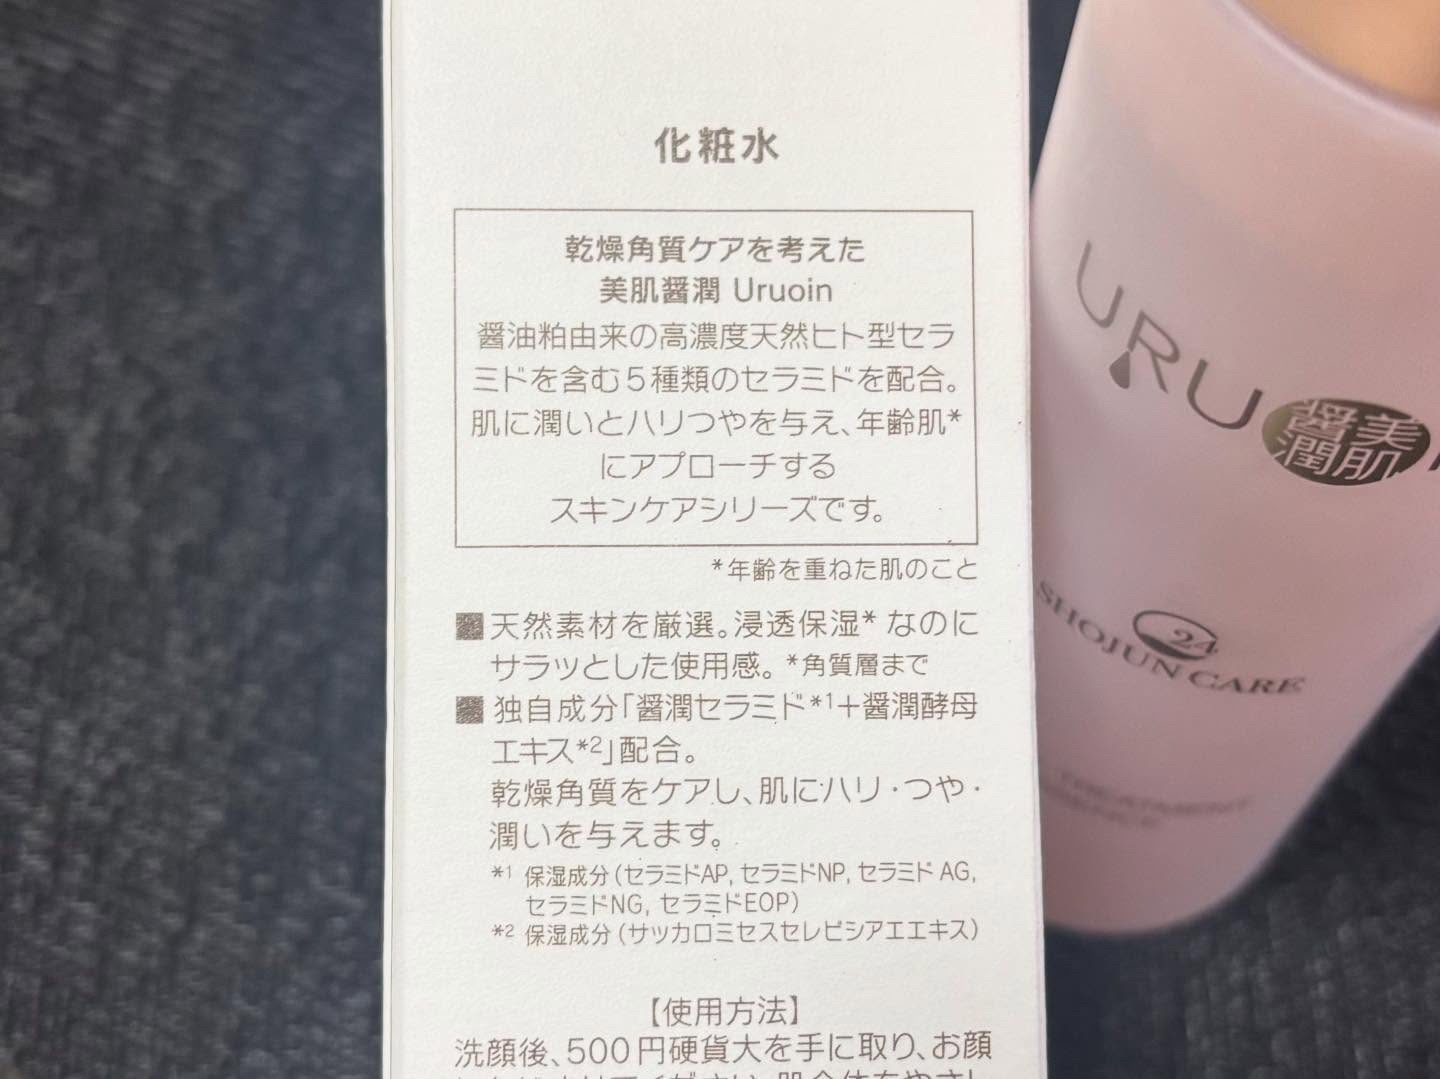 化粧水
乾燥角質ケアを考えた
美肌醤潤 Uruoin
醤油粕由来の高濃度天然ヒト型セラ
ミドを含む5種類のセラミドを配合。
肌に潤いとハリつやを与え、年齢肌*
にアプローチする
スキンケアシリーズです。
*年齢を重ねた肌のこと
■天然素材を厳選。浸透保湿* なのに
サラッとした使用感。*角質層まで
■ 独自成分「醤潤セラミド*1+醤潤酵母
エキス*2」配合。
乾燥角質をケアし、肌にハリ・つや・
潤いを与えます。
*1 保湿成分(セラミドAP, セラミドNP, セラミド AG,
セラミドNG, セラミドEOP)
*2 保湿成分(サッカロミセスセレビシアエエキス)
【使用方法】
洗顔後、500円硬貨大を手に取り、お顔
URU
美肌
醤潤
24
SHOJUN CARE
TREATMENT